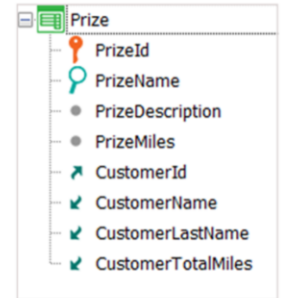 Prize
PrizeId
PrizeName
PrizeDescription
PrizeMiles
CustomerId
CustomerName
CustomerLastName
CustomerTotalMiles